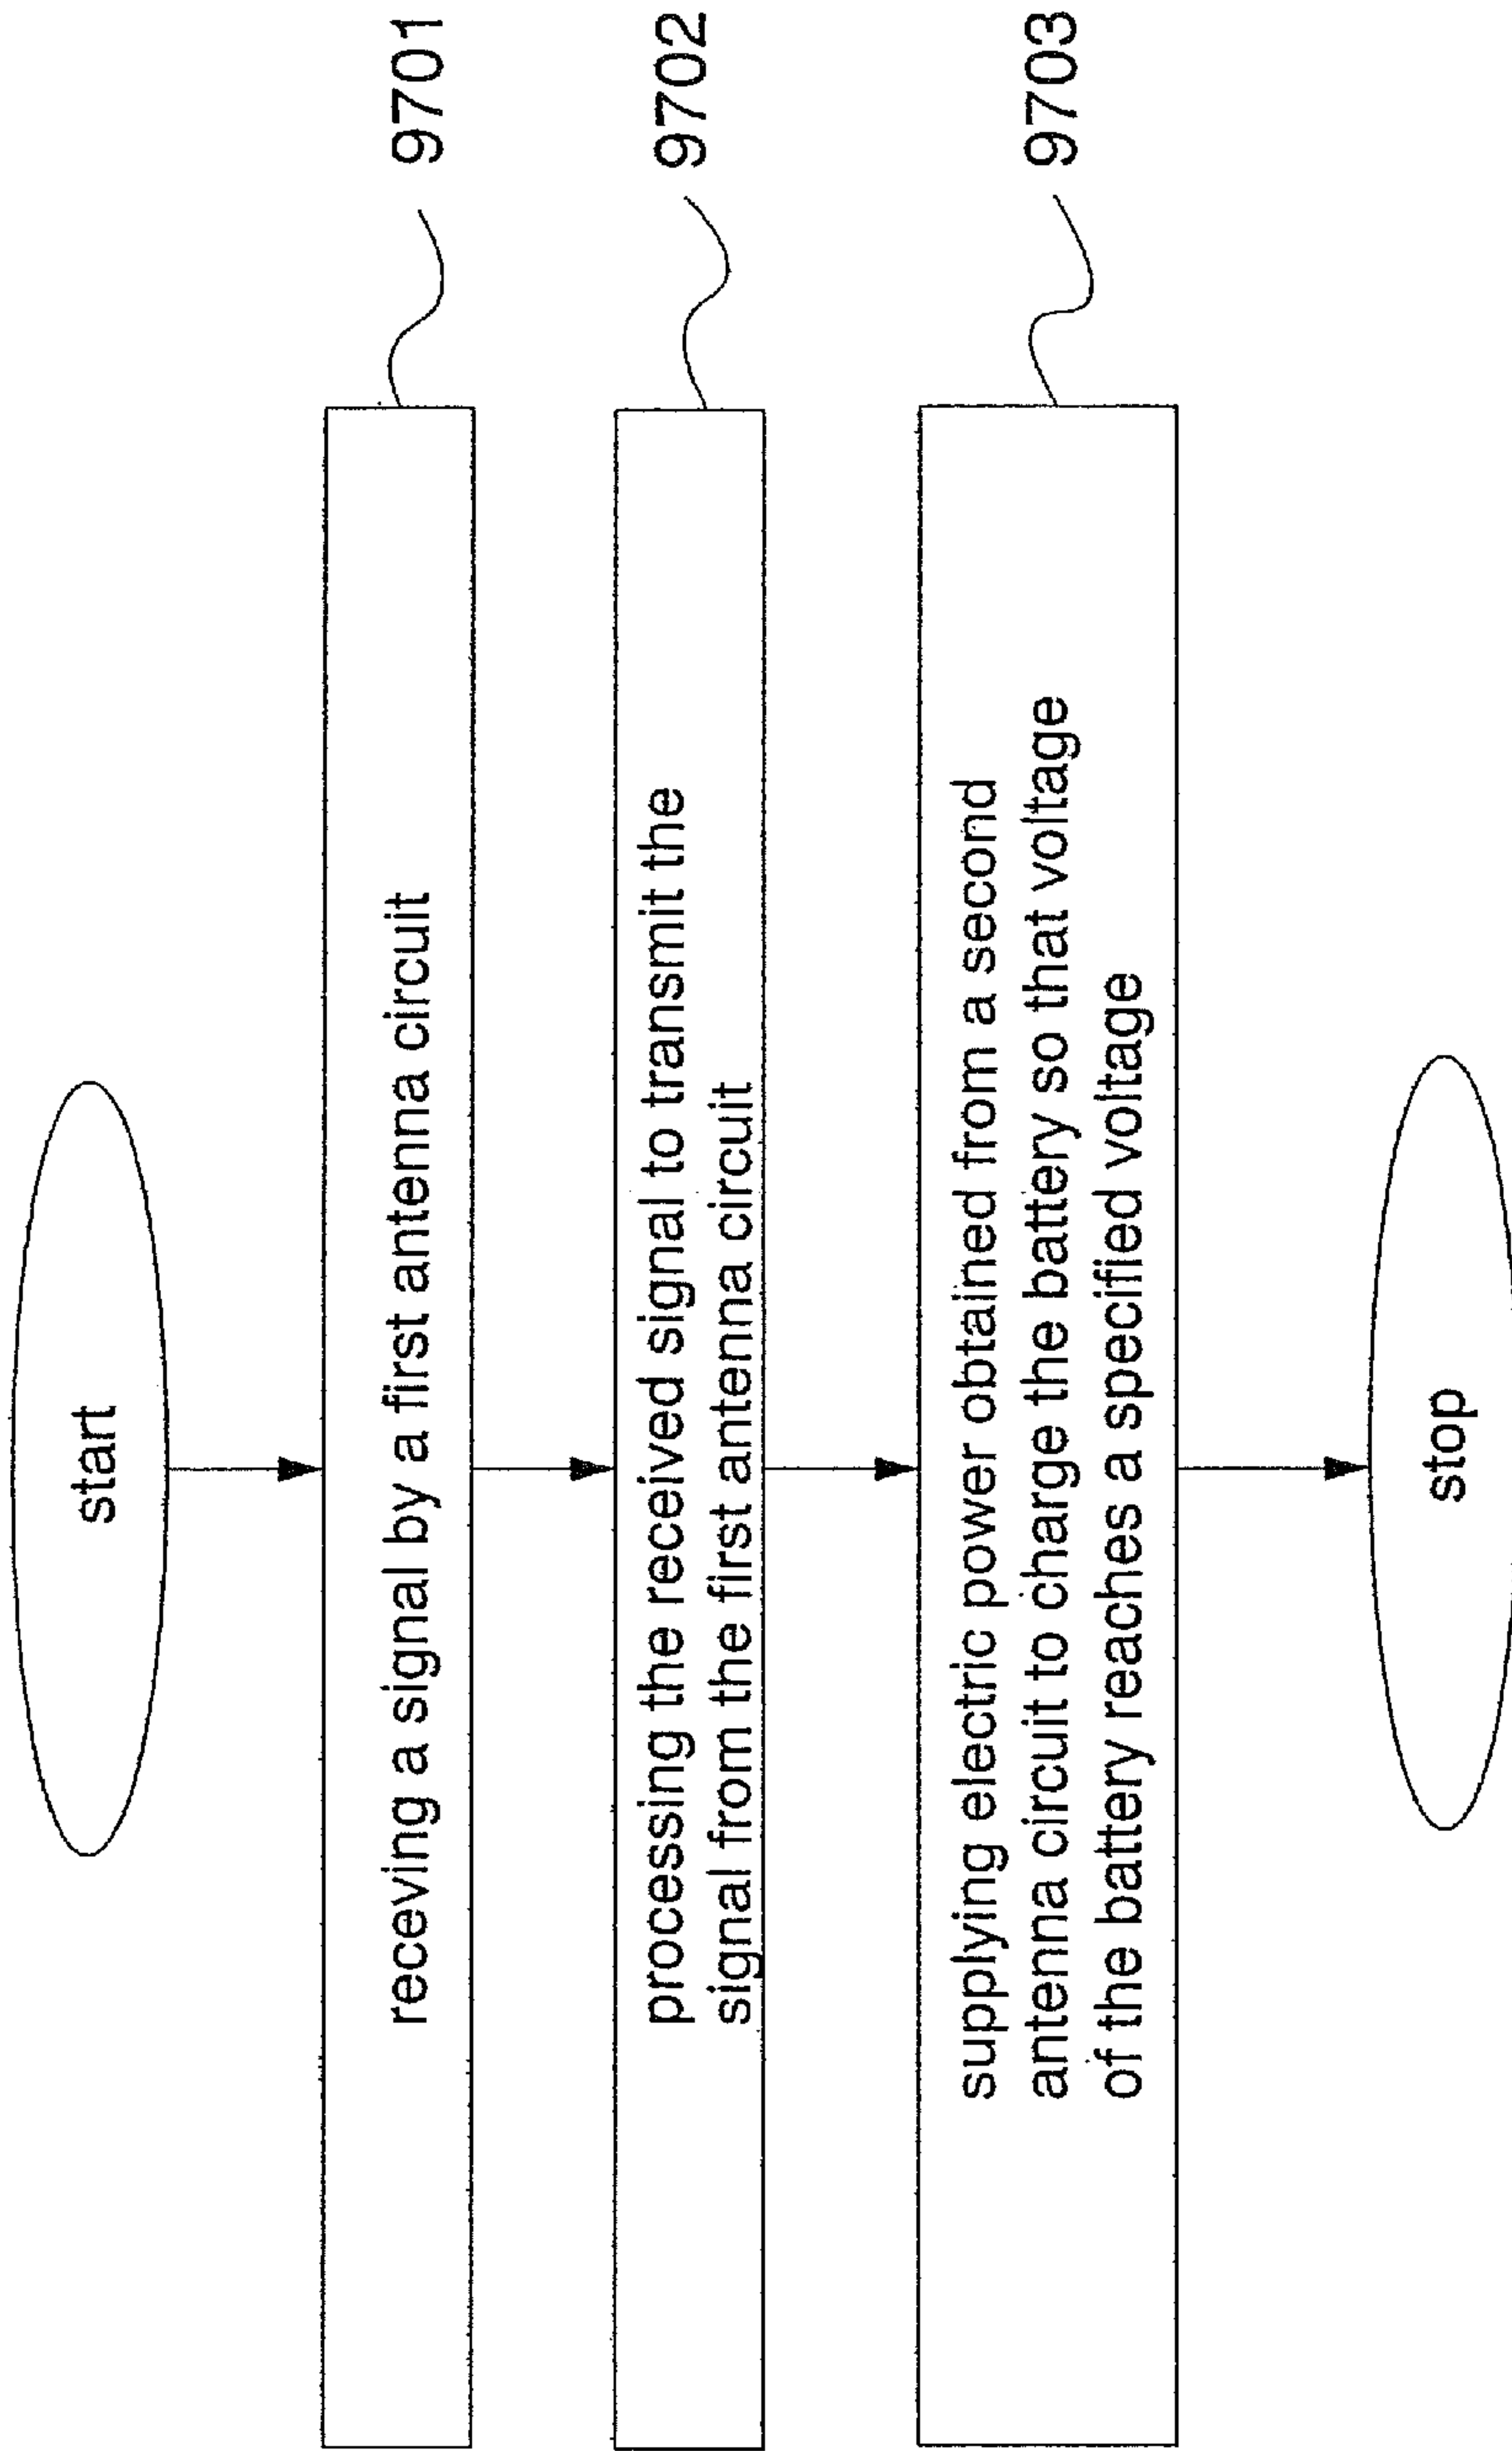 start
receving a signal by a first antenna circuit
9701
processing the received signal to transmit the
signal from the first antenna circuit
9702
supplying electric power obtained from a second
antenna circuit to charge the battery so that voltage
of the battery reaches a specified voltage
9703
stop